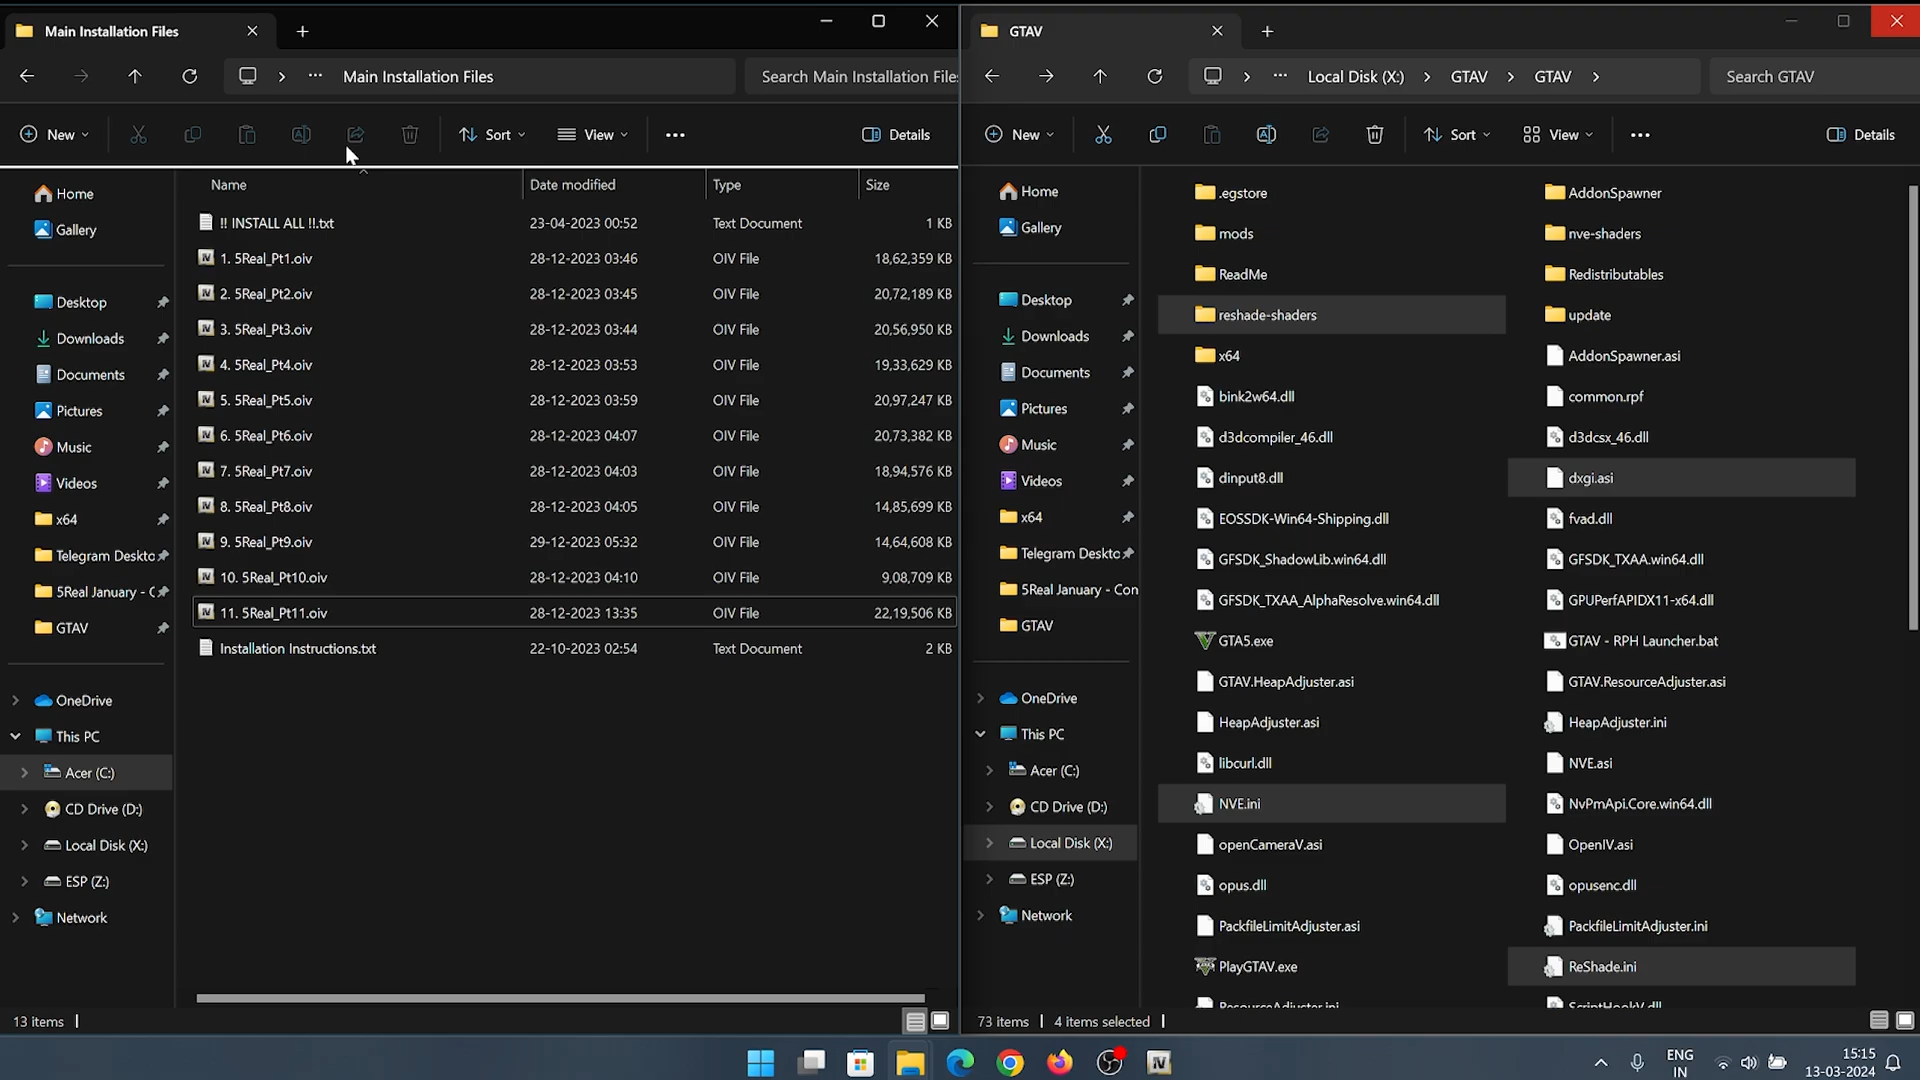 Main Installation Files
Main Installation Files
Search Main Installation File
New
Sort
View
Details
Home
Gallery
Desktop
Downloads
Documents
Pictures
Music
Videos
x64
Telegram Deskto
5Real January - C
GTAV
OneDrive
This PC
Acer (C:)
CD Drive (D:)
Local Disk (X:)
ESP (Z:)
Network
Name Date modified Type Size
!! INSTALL ALL !!.txt 23-04-2023 00:52 Text Document 1 KB
1. 5Real_Pt1.oiv 28-12-2023 03:46 OIV File 18,62,359 KB
2. 5Real_Pt2.oiv 28-12-2023 03:45 OIV File 20,72,189 KB
3. 5Real_Pt3.oiv 28-12-2023 03:44 OIV File 20,56,950 KB
4. 5Real_Pt4.oiv 28-12-2023 03:53 OIV File 19,33,629 KB
5. 5Real_Pt5.oiv 28-12-2023 03:59 OIV File 20,97,247 KB
6. 5Real_Pt6.oiv 28-12-2023 04:07 OIV File 20,73,382 KB
7. 5Real_Pt7.oiv 28-12-2023 04:03 OIV File 18,94,576 KB
8. 5Real_Pt8.oiv 28-12-2023 04:05 OIV File 14,85,699 KB
9. 5Real_Pt9.oiv 29-12-2023 05:32 OIV File 14,64,608 KB
10. 5Real_Pt10.oiv 28-12-2023 04:10 OIV File 9,08,709 KB
11. 5Real_Pt11.oiv 28-12-2023 13:35 OIV File 22,19,506 KB
Installation Instructions.txt 22-10-2023 02:54 Text Document 2 KB
13 items
GTAV
Local Disk (X:) GTAV GTAV
Search GTAV
New
Sort
View
Details
Home
Gallery
Desktop
Downloads
Documents
Pictures
Music
Videos
x64
Telegram Deskto
5Real January - Con
GTAV
OneDrive
This PC
Acer (C:)
CD Drive (D:)
Local Disk (X:)
ESP (Z:)
Network
.egstore AddonSpawner
mods nve-shaders
ReadMe Redistributables
reshade-shaders update
x64 AddonSpawner.asi
bink2w64.dll common.rpf
d3dcompiler_46.dll d3dcsx_46.dll
dinput8.dll dxgi.asi
EOSSDK-Win64-Shipping.dll fvad.dll
GFSDK_ShadowLib.win64.dll GFSDK_TXAA.win64.dll
GFSDK_TXAA_AlphaResolve.win64.dll GPUPerfAPIDX11-x64.dll
GTA5.exe GTAV - RPH Launcher.bat
GTAV.HeapAdjuster.asi GTAV.ResourceAdjuster.asi
HeapAdjuster.asi HeapAdjuster.ini
libcurl.dll NVE.asi
NVE.ini NvPmApi.Core.win64.dll
openCameraV.asi OpenIV.asi
opus.dll opusenc.dll
PackfileLimitAdjuster.asi PackfileLimitAdjuster.ini
PlayGTAV.exe ReShade.ini
ResourceAdjuster.ini ScriptHookV.dll
73 items 4 items selected
ENG
IN
15:15
13-03-2024